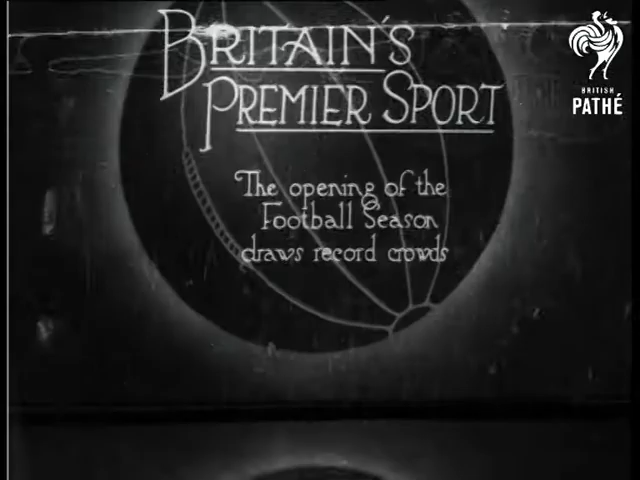 BRITAIN'S
PREMIER SPORT
The opening of the
Football Season
draws record crowds
BRITISH
PATHÉ